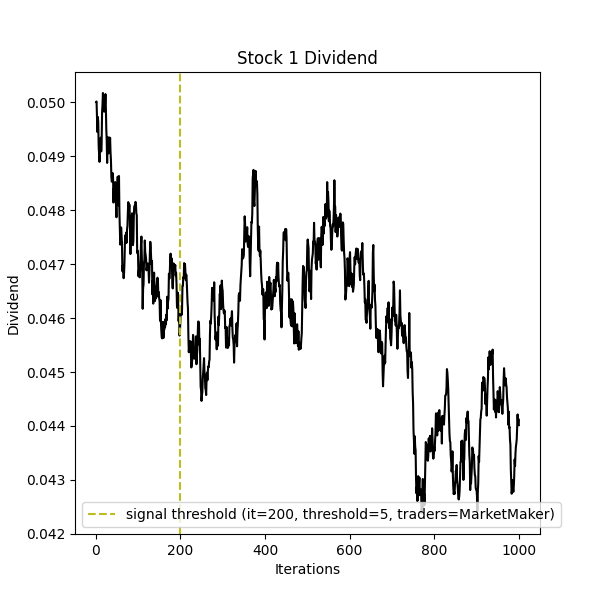 Stock 1 Dividend
0.050
0.049
0.048
0.047
0.046
0.045
0.044
0.043
0.042
Dividend
signal threshold (it=200, threshold=5, traders=MarketMaker)
0 200 400 600 800 1000
Iterations